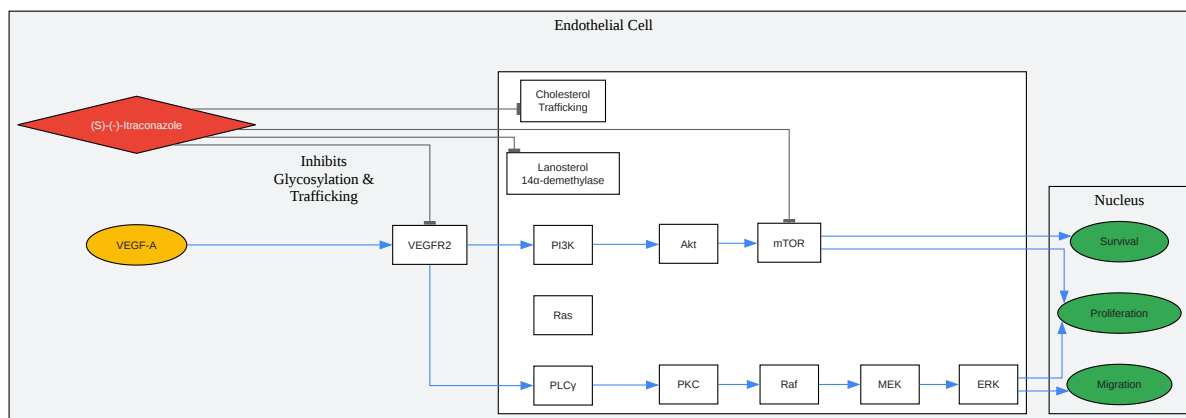 Endothelial Cell
Cholesterol
Trafficking
(S)-(-)-Itraconazole
Inhibits
Glycosylation &
Trafficking
Lanosterol
14α-demethylase
Nucleus
VEGF-A
VEGFR2
PI3K
Akt
mTOR
Survival
Ras
Proliferation
PLCγ
PKC
Raf
MEK
ERK
Migration